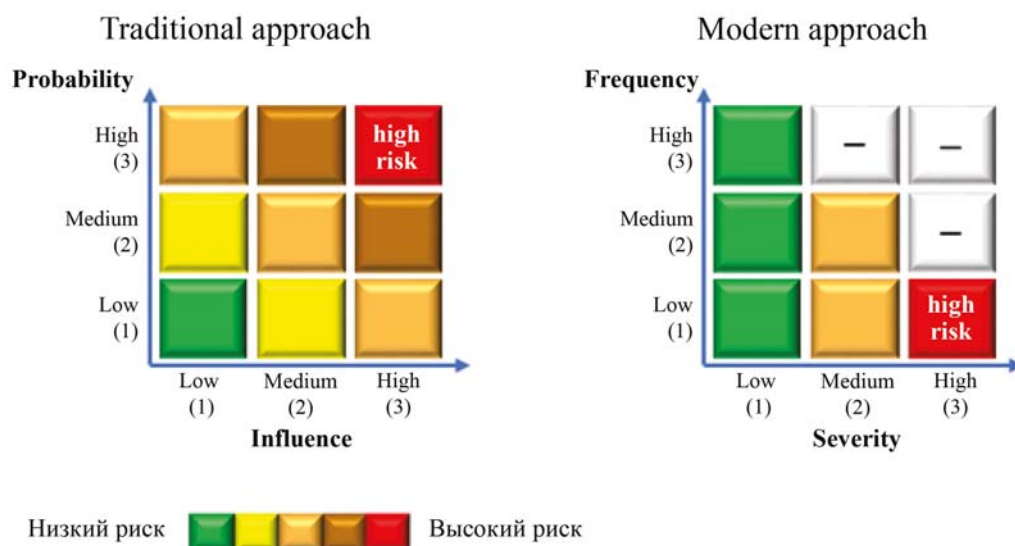 Traditional approach
Probability
High
(3)
high
risk
Medium
(2)
Low
(1)
Low
(1)
Medium
(2)
High
(3)
Influence
Modern approach
Frequency
High
(3)
–
–
Medium
(2)
–
Low
(1)
high
risk
Low
(1)
Medium
(2)
High
(3)
Severity
Низкий риск
Высокий риск